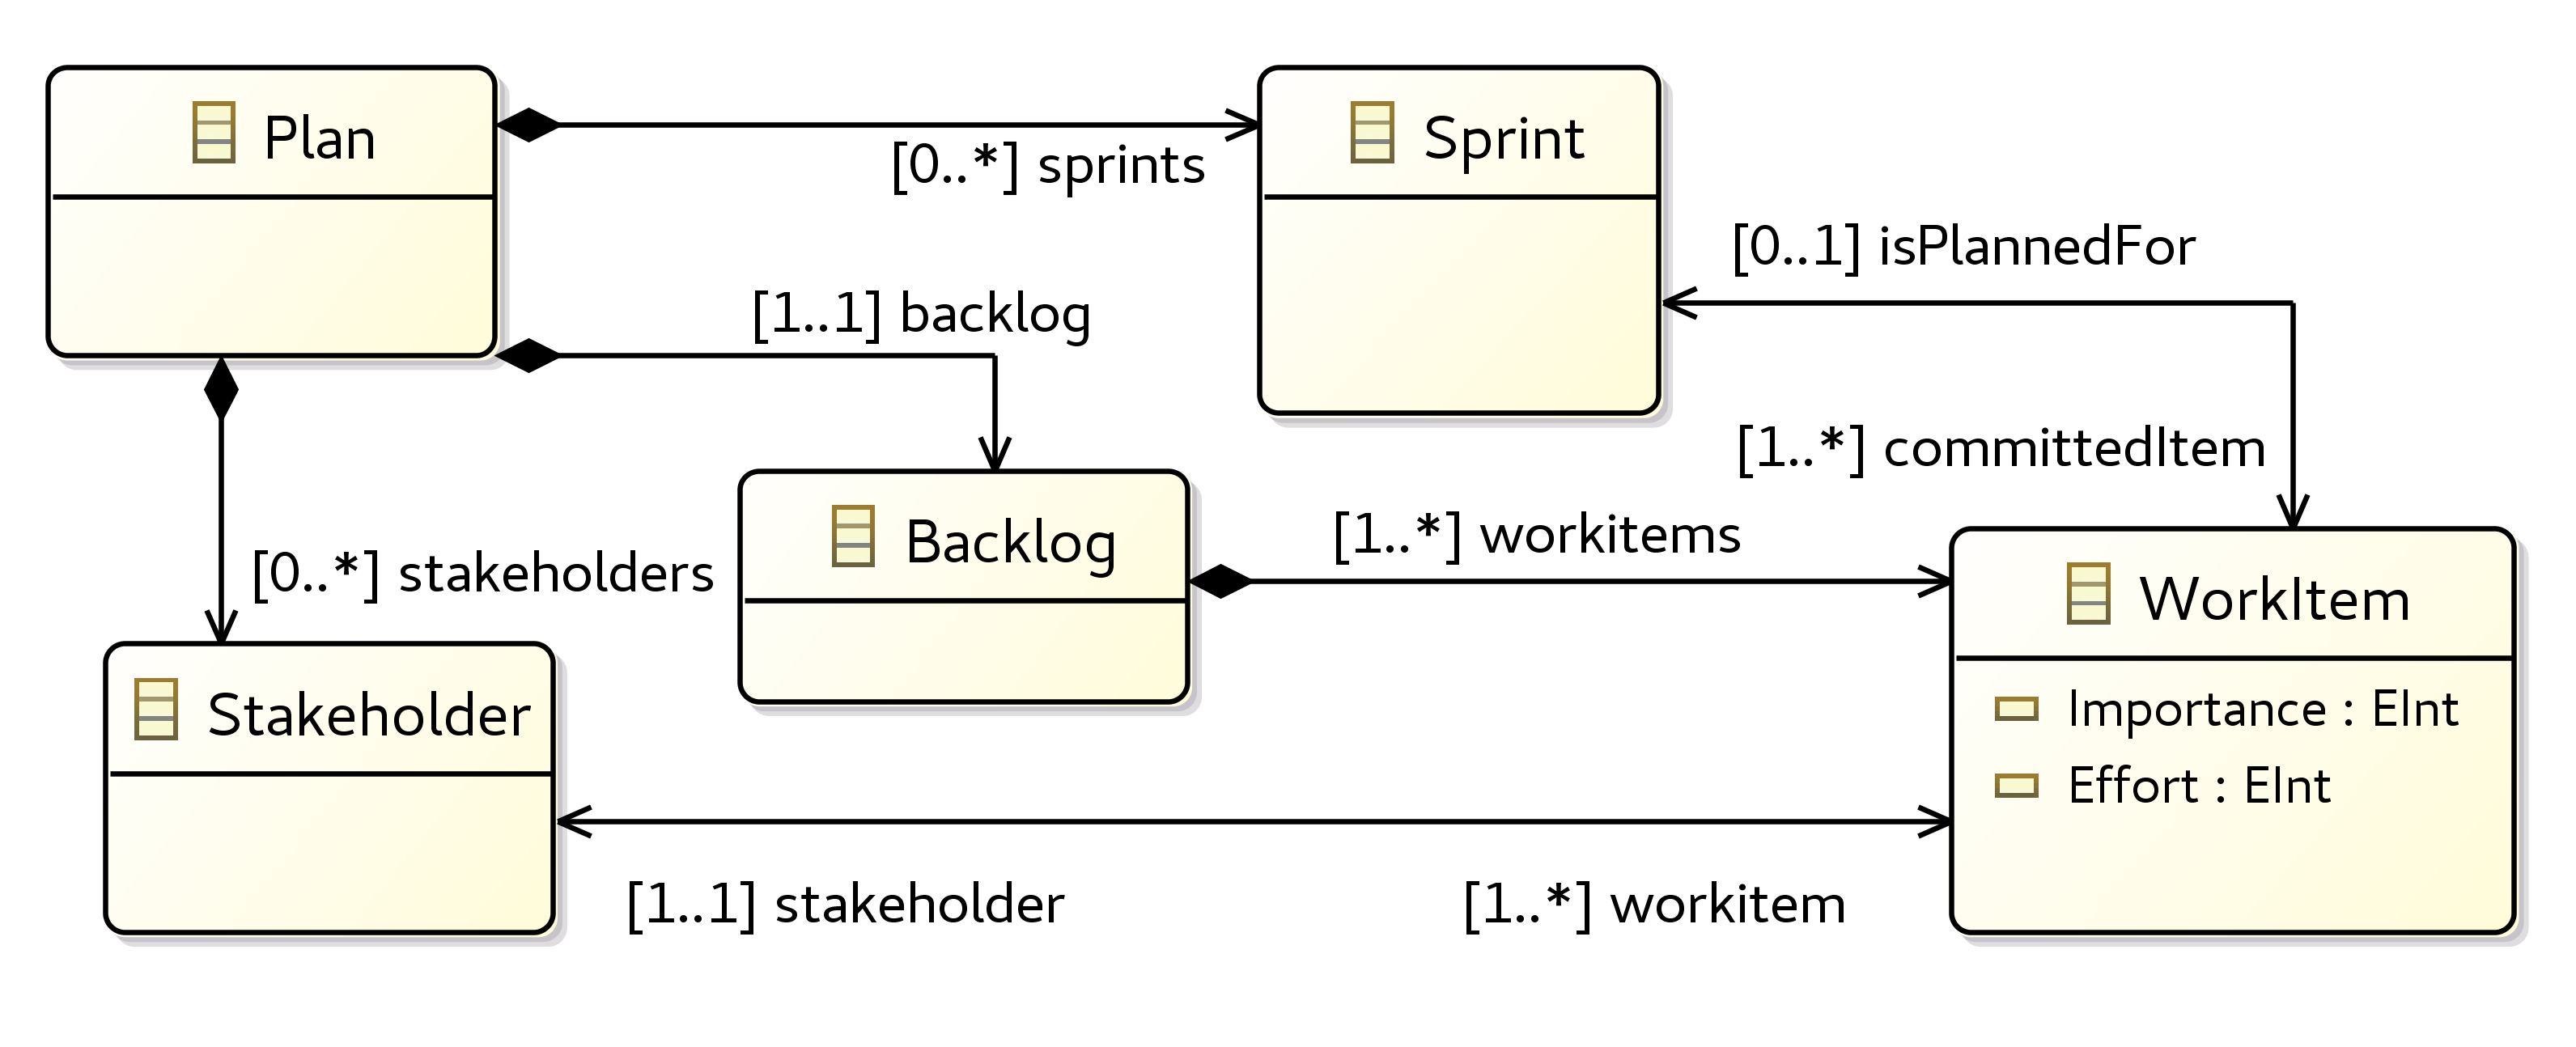 Plan
Sprint
[0..*] sprints
[0..1] isPlannedFor
[1..1] backlog
[1..*] committedItem
Backlog
[1..*] workitems
[0..*] stakeholders
WorkItem
Stakeholder
Importance : EInt
Effort : EInt
[1..1] stakeholder
[1..*] workitem